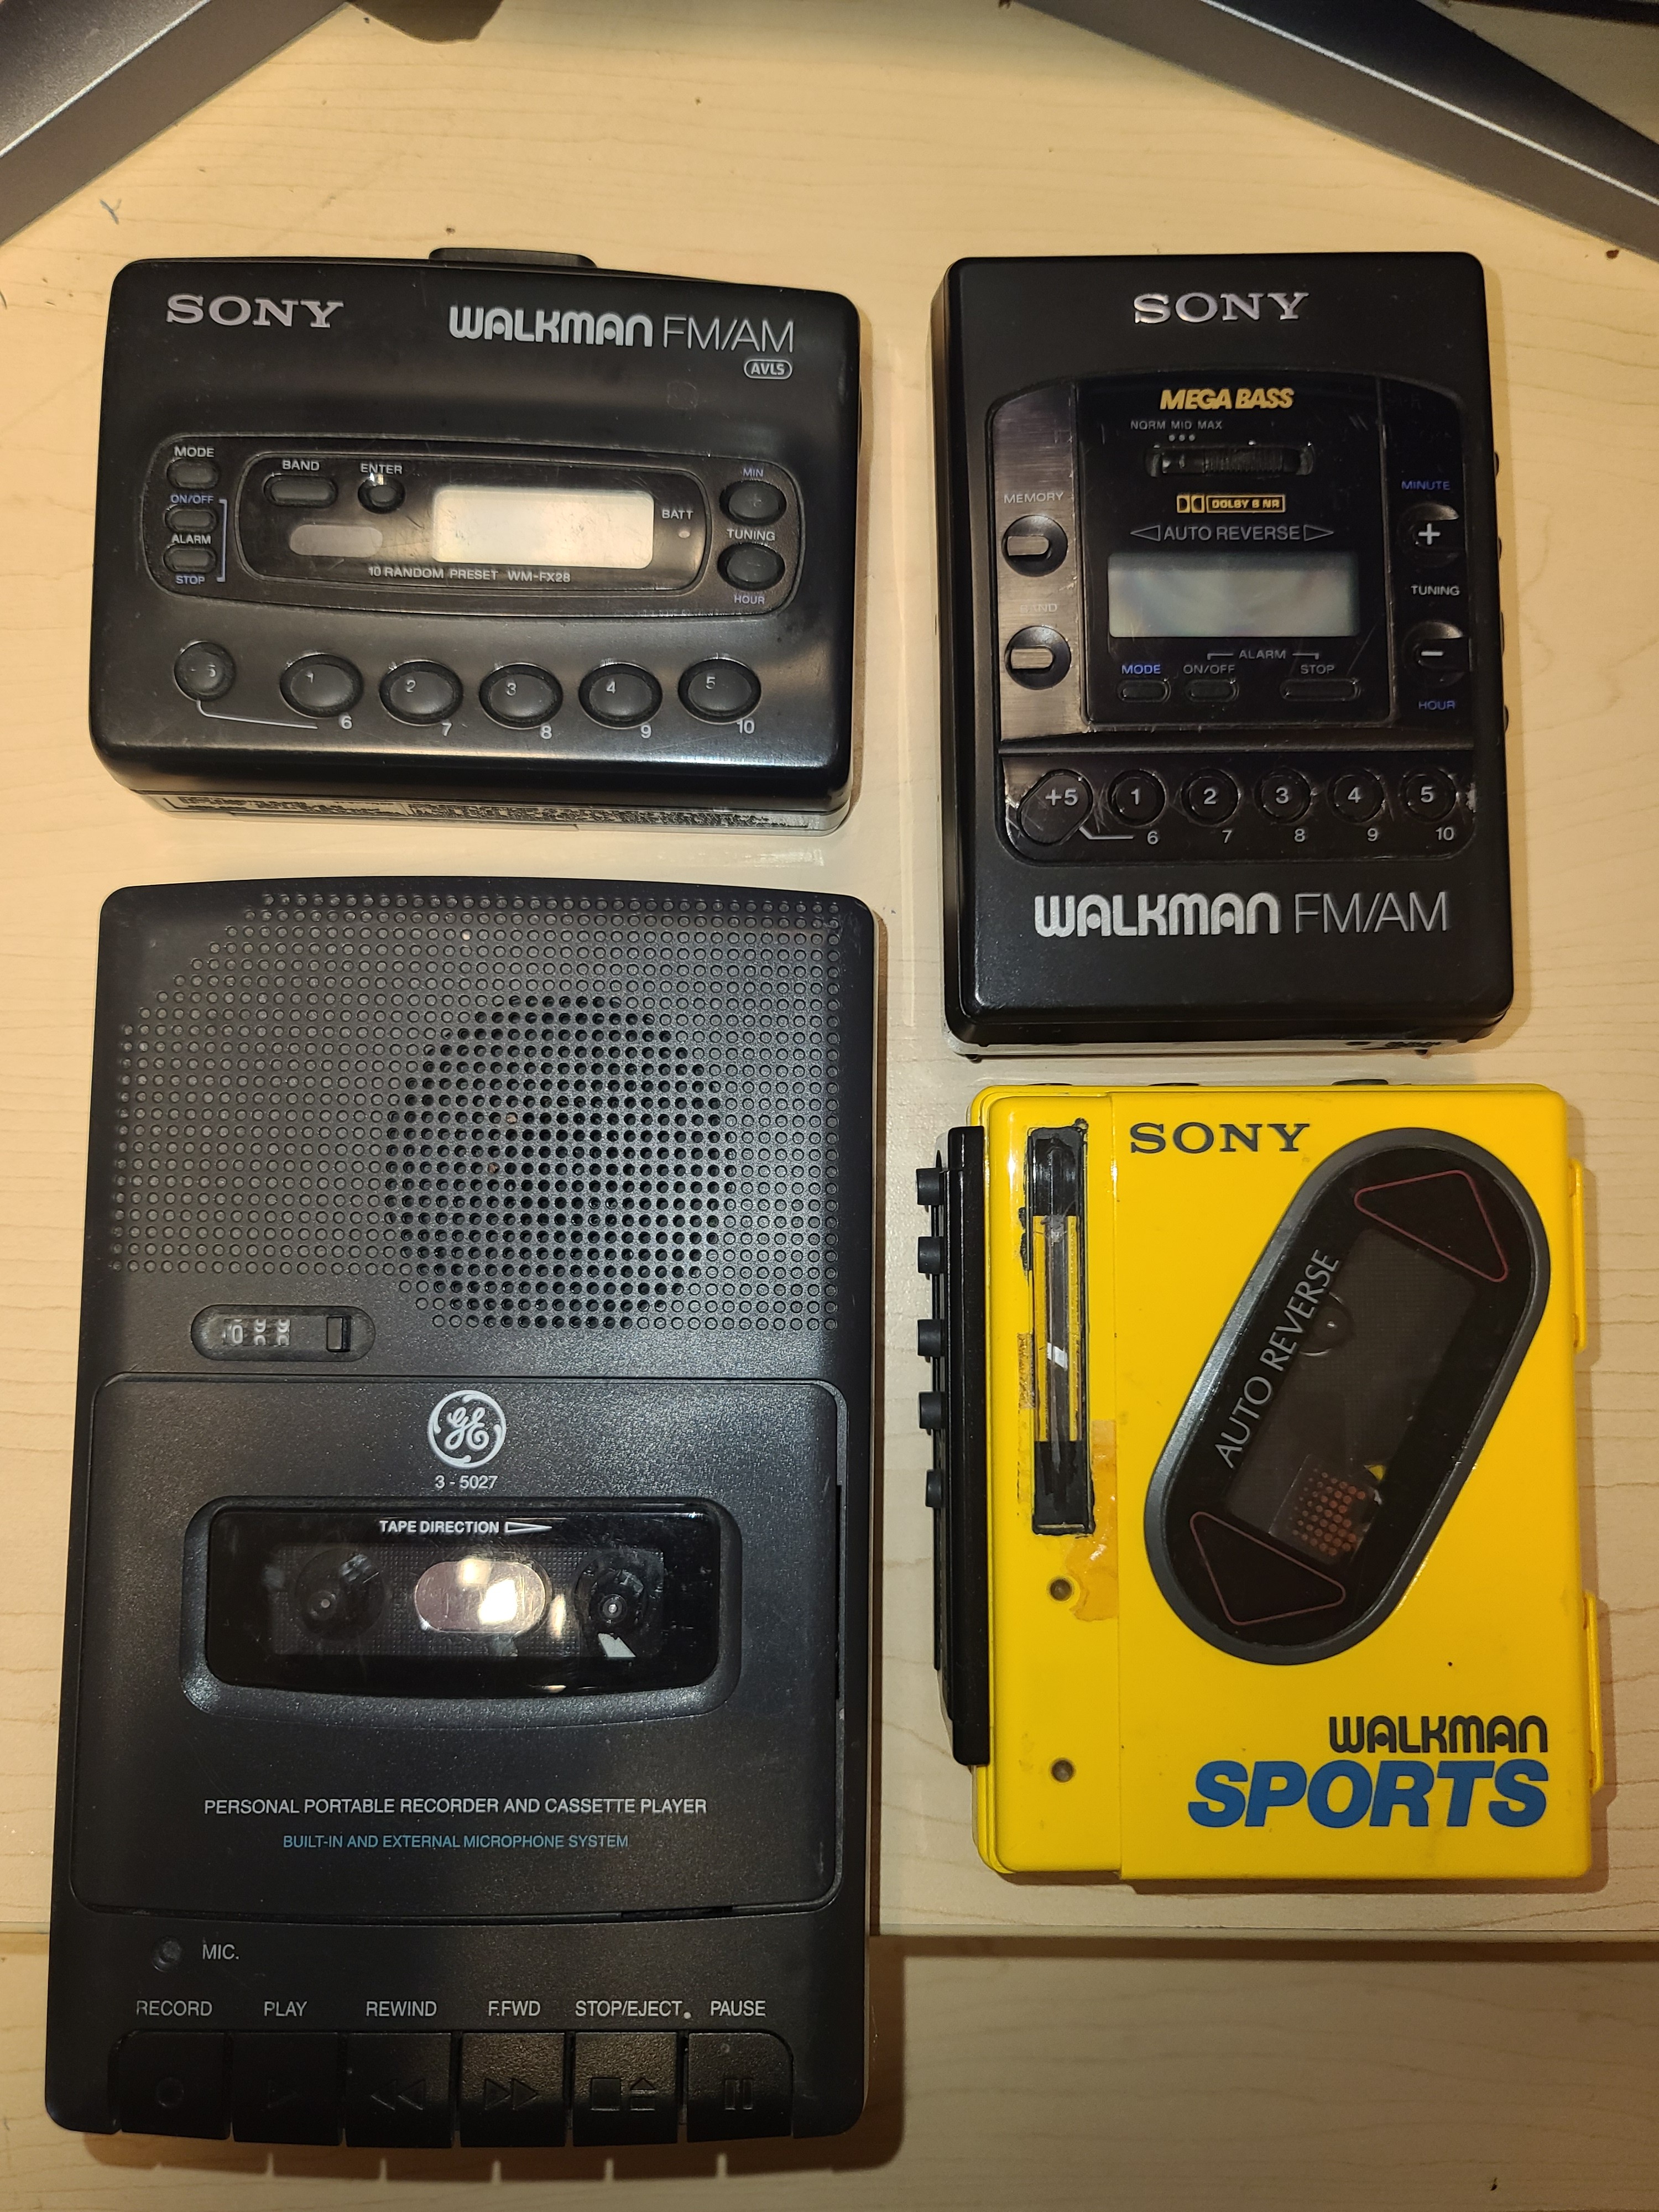 SONY
WALKMAN FM/AM
AVLS
MODE
ON/OFF
ALARM
STOP
BAND
ENTER
BATT
MIN
+
TUNING
-
HOUR
10 RANDOM PRESET WM-FX28
1 2 3 4 5
6 7 8 9 10
SONY
MEGA BASS
NORM MID MAX
DOLBY B NR
AUTO REVERSE
MEMORY
BAND
MINUTE
+
TUNING
-
HOUR
ALARM
MODE ON/OFF STOP
+5 1 2 3 4 5
6 7 8 9 10
WALKMAN FM/AM
GE
3-5027
TAPE DIRECTION
PERSONAL PORTABLE RECORDER AND CASSETTE PLAYER
BUILT-IN AND EXTERNAL MICROPHONE SYSTEM
MIC.
RECORD PLAY REWIND F.FWD STOP/EJECT PAUSE
SONY
AUTO REVERSE
WALKMAN
SPORTS